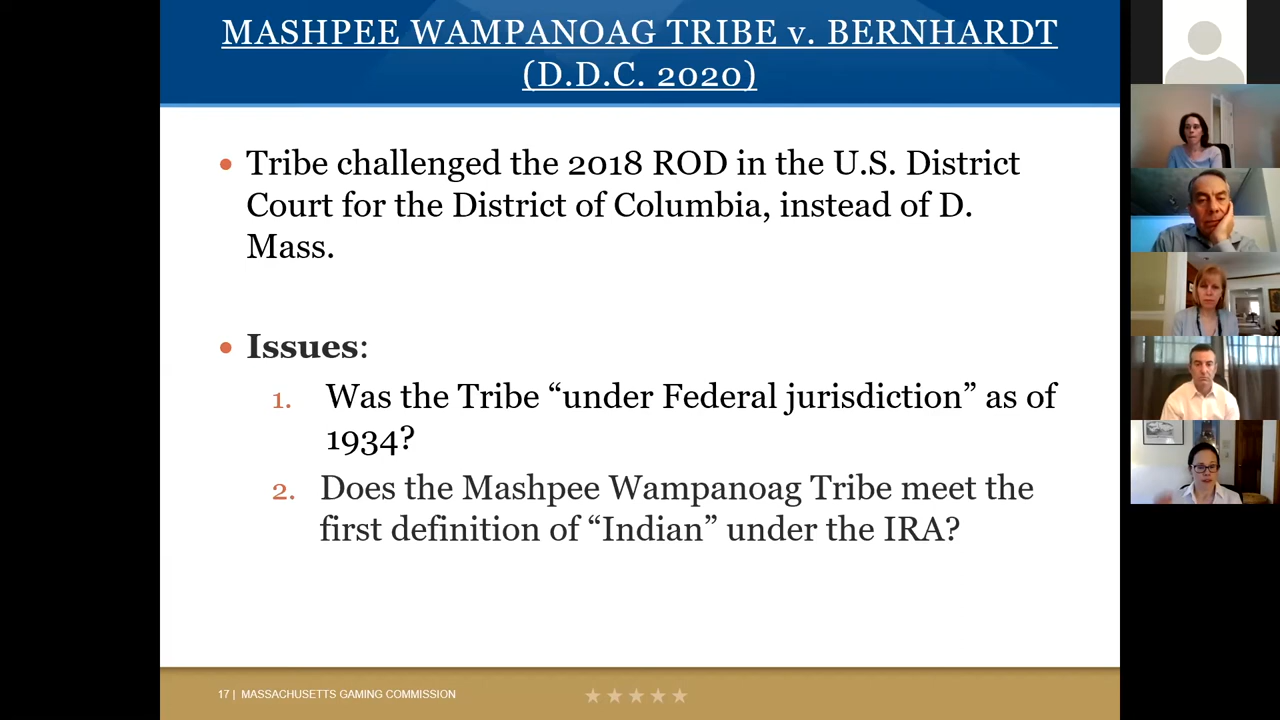 MASHPEE WAMPANOAG TRIBE v. BERNHARDT
(D.D.C. 2020)
• Tribe challenged the 2018 ROD in the U.S. District
Court for the District of Columbia, instead of D.
Mass.
• Issues:
1. Was the Tribe “under Federal jurisdiction” as of
1934?
2. Does the Mashpee Wampanoag Tribe meet the
first definition of “Indian” under the IRA?
17 | MASSACHUSETTS GAMING COMMISSION